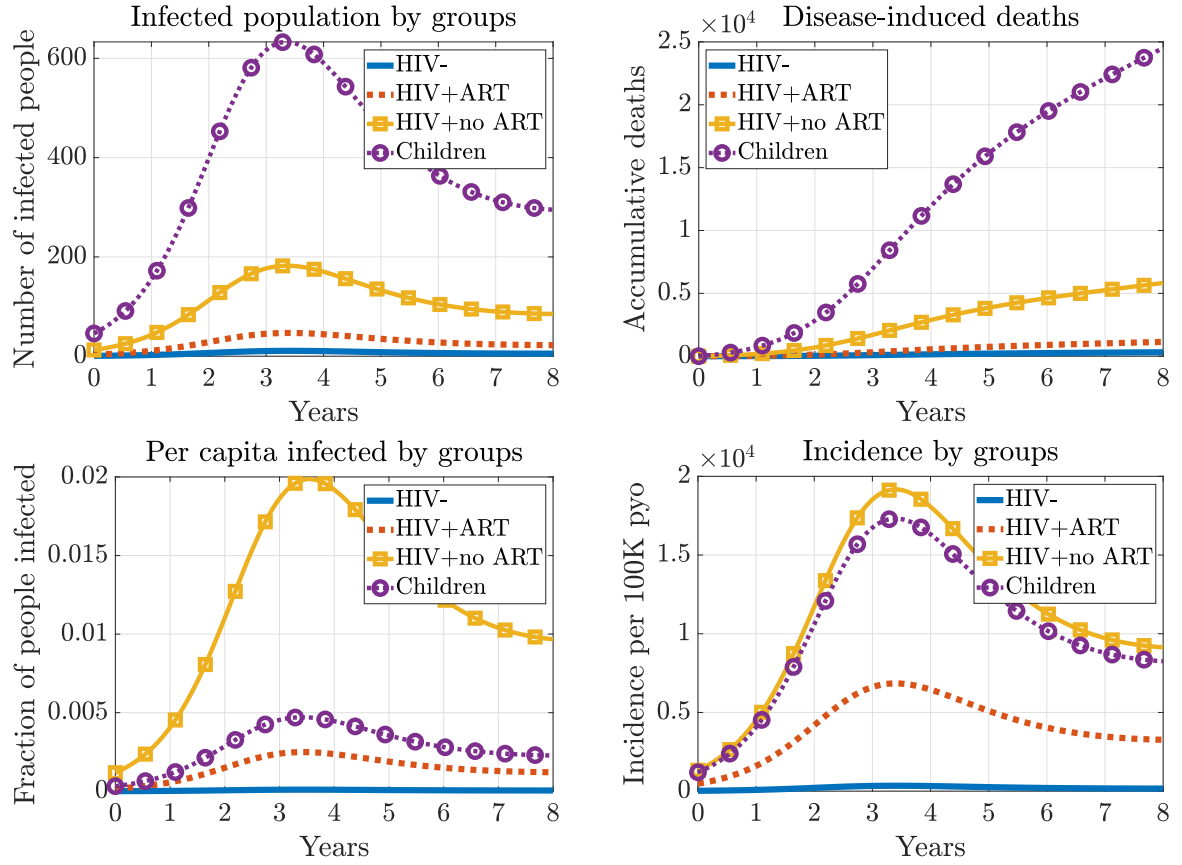 Infected population by groups
Number of infected people
600
400
200
0
HIV-
HIV+ART
HIV+no ART
Children
0 1 2 3 4 5 6 7 8
Years
Disease-induced deaths
×10⁴
Accumulative deaths
2.5
2
1.5
1
0.5
0
HIV-
HIV+ART
HIV+no ART
Children
0 1 2 3 4 5 6 7 8
Years
Per capita infected by groups
Fraction of people infected
0.02
0.015
0.01
0.005
0
HIV-
HIV+ART
HIV+no ART
Children
0 1 2 3 4 5 6 7 8
Years
Incidence by groups
×10⁴
Incidence per 100K pyo
2
1.5
1
0.5
0
HIV-
HIV+ART
HIV+no ART
Children
0 1 2 3 4 5 6 7 8
Years